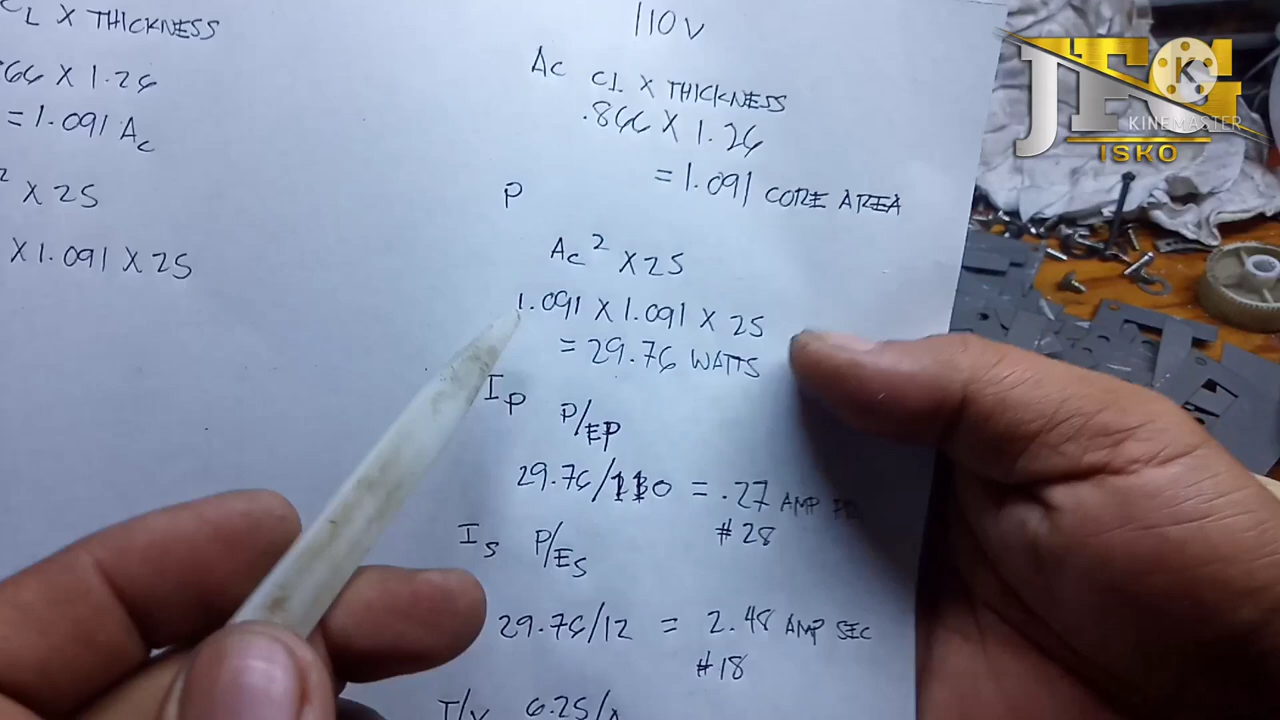 CL X THICKNESS
66 X 1.26
= 1.091 Ac
2 X 25
X 1.091 X 25
110V
Ac CL X THICKNESS
.866 X 1.26
= 1.091 CORE AREA
P
Ac² X 25
1.091 X 1.091 X 25
= 29.76 WATTS
Ip P/EP
29.76/110 = .27 AMP
#28
Is P/Es
29.76/12 = 2.48 AMP SEC
#18
T/V 6.25/
JFG
K
KINEMASTER
ISKO